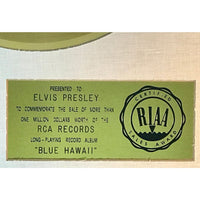 PRESENTED TO
ELVIS PRESLEY
TO COMMEMORATE THE SALE OF MORE THAN
ONE MILLION DOLLARS WORTH OF THE
RCA RECORDS
LONG-PLAYING RECORD ALBUM
"BLUE HAWAII"
CERTIFIED
RIAA
SALES AWARD